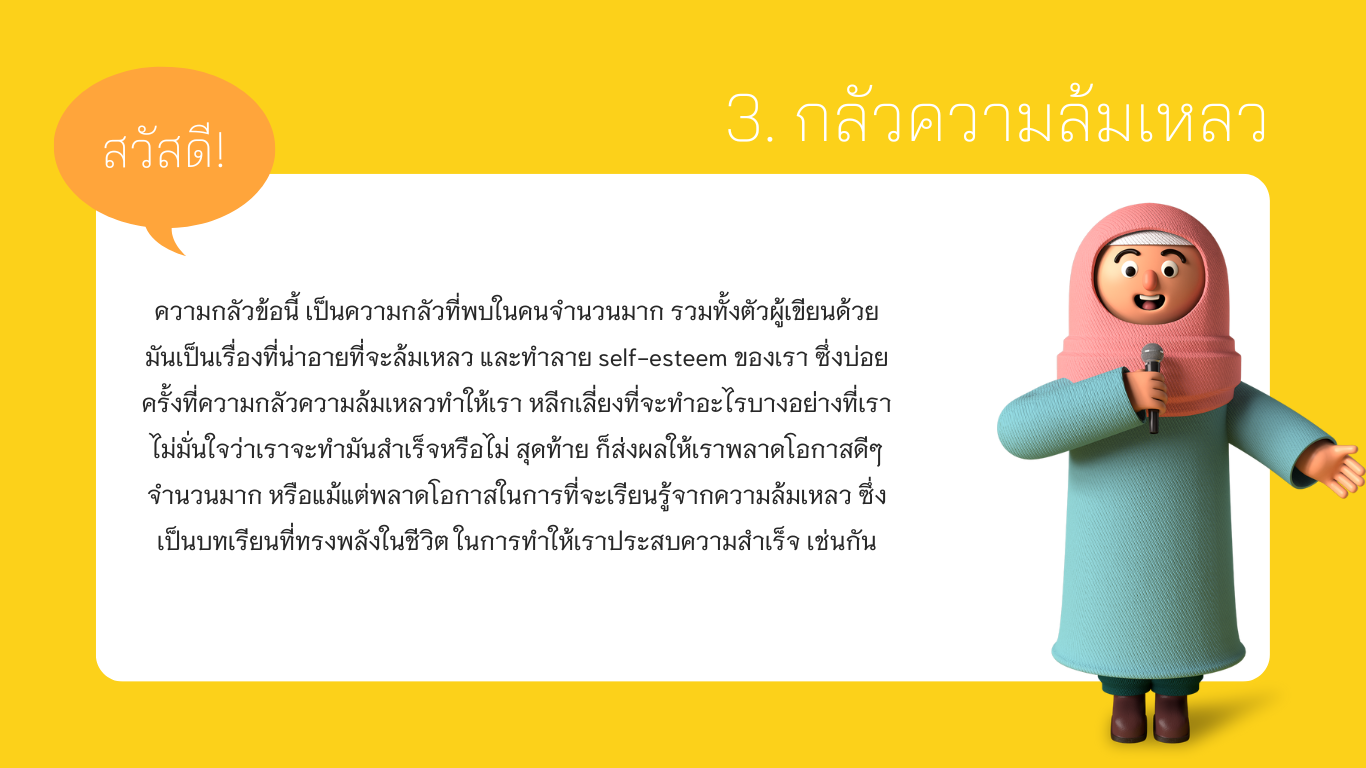 สวัสดี!
3. กลัวความล้มเหลว
ความกลัวข้อนี้ เป็นความกลัวที่พบในคนจำนวนมาก รวมทั้งตัวผู้เขียนด้วย
มันเป็นเรื่องที่น่าอายที่จะล้มเหลว และทำลาย self-esteem ของเรา ซึ่งบ่อย
ครั้งที่ความกลัวความล้มเหลวทำให้เรา หลีกเลี่ยงที่จะทำอะไรบางอย่างที่เรา
ไม่มั่นใจว่าเราจะทำมันสำเร็จหรือไม่ สุดท้าย ก็ส่งผลให้เราพลาดโอกาสดีๆ
จำนวนมาก หรือแม้แต่พลาดโอกาสในการที่จะเรียนรู้จากความล้มเหลว ซึ่ง
เป็นบทเรียนที่ทรงพลังในชีวิต ในการทำให้เราประสบความสำเร็จ เช่นกัน